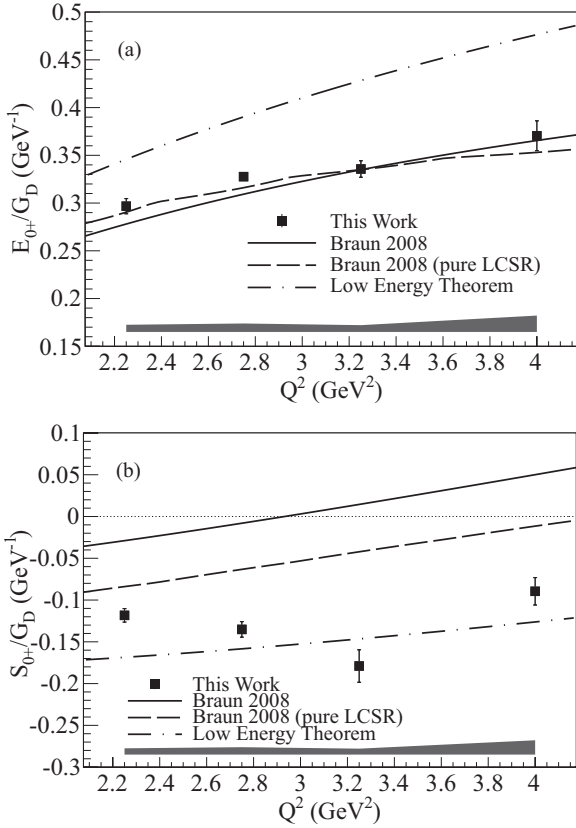 0.5
(a)
0.45
0.4
0.35
0.3
0.25
0.2
0.15
E0+/GD (GeV-1)
This Work
Braun 2008
Braun 2008 (pure LCSR)
Low Energy Theorem
2.2 2.4 2.6 2.8 3 3.2 3.4 3.6 3.8 4
Q2 (GeV2)
0.1
(b)
0.05
0
-0.05
-0.1
-0.15
-0.2
-0.25
-0.3
S0+/GD (GeV-1)
This Work
Braun 2008
Braun 2008 (pure LCSR)
Low Energy Theorem
2.2 2.4 2.6 2.8 3 3.2 3.4 3.6 3.8 4
Q2 (GeV2)